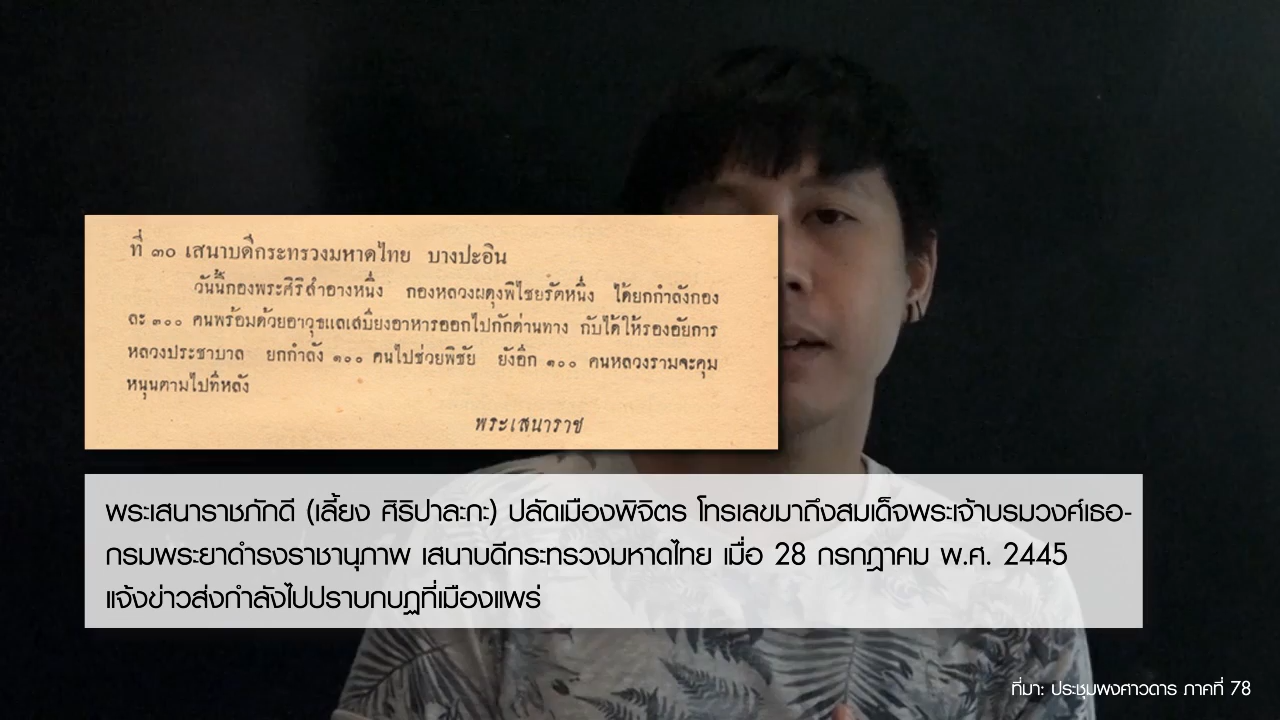 ที่ ๓๐ เสนาบดีกระทรวงมหาดไทย บางปะอิน
วันนี้กองพระศิริสำอางหนึ่ง กองหลวงผดุงพิไชยรัตหนึ่ง ได้ยกกำลังกอง
ละ ๓๐๐ คนพร้อมด้วยอาวุธแลเสบียงอาหารออกไปกักด่านทาง กับได้ให้รองอัยการ
หลวงประชาบาล ยกกำลัง ๑๐๐ คนไปช่วยพิชัย ยังอีก ๑๐๐ คนหลวงรามจะคุม
หนุนตามไปทีหลัง
พระเสนาราช
พระเสนาราชภักดี (เลี้ยง ศิริปาละกะ) ปลัดเมืองพิจิตร โทรเลขมาถึงสมเด็จพระเจ้าบรมวงศ์เธอ-
กรมพระยาดำรงราชานุภาพ เสนาบดีกระทรวงมหาดไทย เมื่อ 28 กรกฎาคม พ.ศ. 2445
แจ้งข่าวส่งกำลังไปปราบกบฏที่เมืองแพร่
ที่มา: ประชุมพงศาวดาร ภาคที่ 78